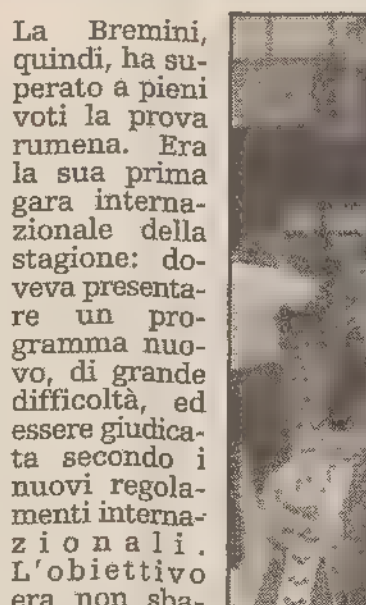 La Bremini,
quindi, ha su-
perato a pieni
voti la prova
rumena. Era
la sua prima
gara interna-
zionale della
stagione: do-
veva presenta-
re un pro-
gramma nuo-
vo, di grande
difficoltà, ed
essere giudica-
ta secondo i
nuovi regola-
menti interna-
zionali.
L'obiettivo
era non sba-